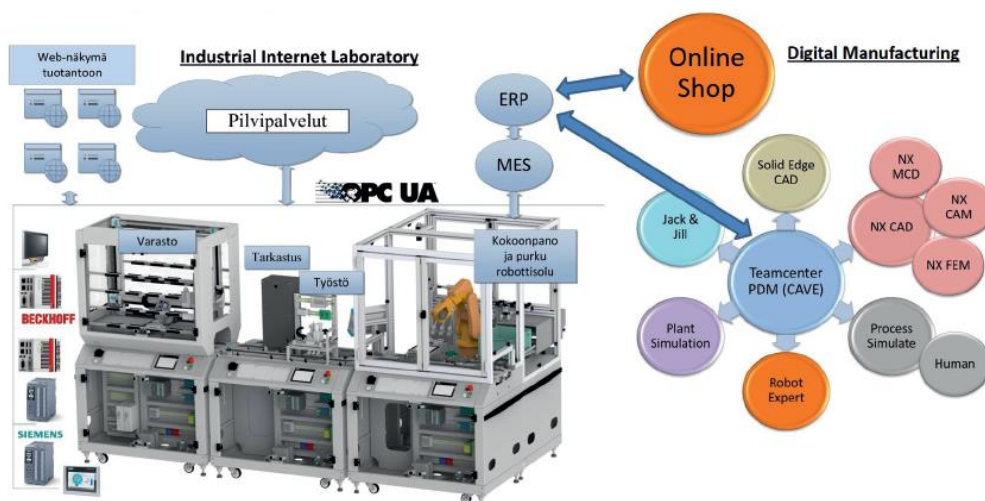 Industrial Internet Laboratory
Digital Manufacturing
Web-näkymä
tuotantoon
Pilvipalvelut
ERP
MES
Online
Shop
OPC UA
Varasto
Tarkastus
Työstö
Kokoonpano
ja purku
robottisolu
BECKHOFF
SIEMENS
Solid Edge
CAD
NX
MCD
NX
CAM
NX CAD
NX FEM
Jack &
Jill
Teamcenter
PDM (CAVE)
Plant
Simulation
Robot
Expert
Process
Simulate
Human